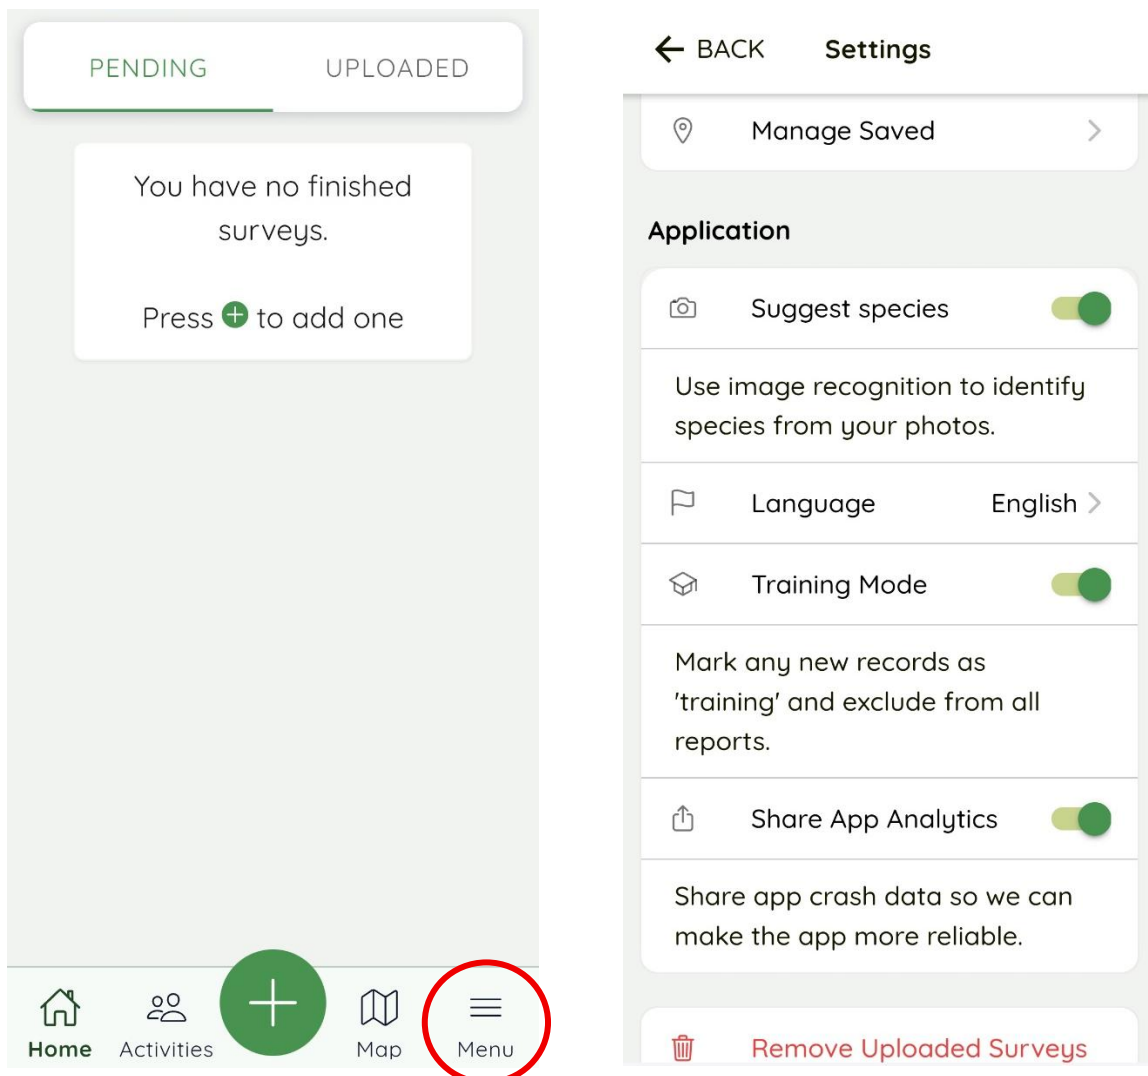 PENDING UPLOADED
You have no finished
surveys.
Press + to add one
Home Activities Map Menu
BACK Settings
Manage Saved
Application
Suggest species
Use image recognition to identify
species from your photos.
Language English
Training Mode
Mark any new records as
'training' and exclude from all
reports.
Share App Analytics
Share app crash data so we can
make the app more reliable.
Remove Uploaded Surveys